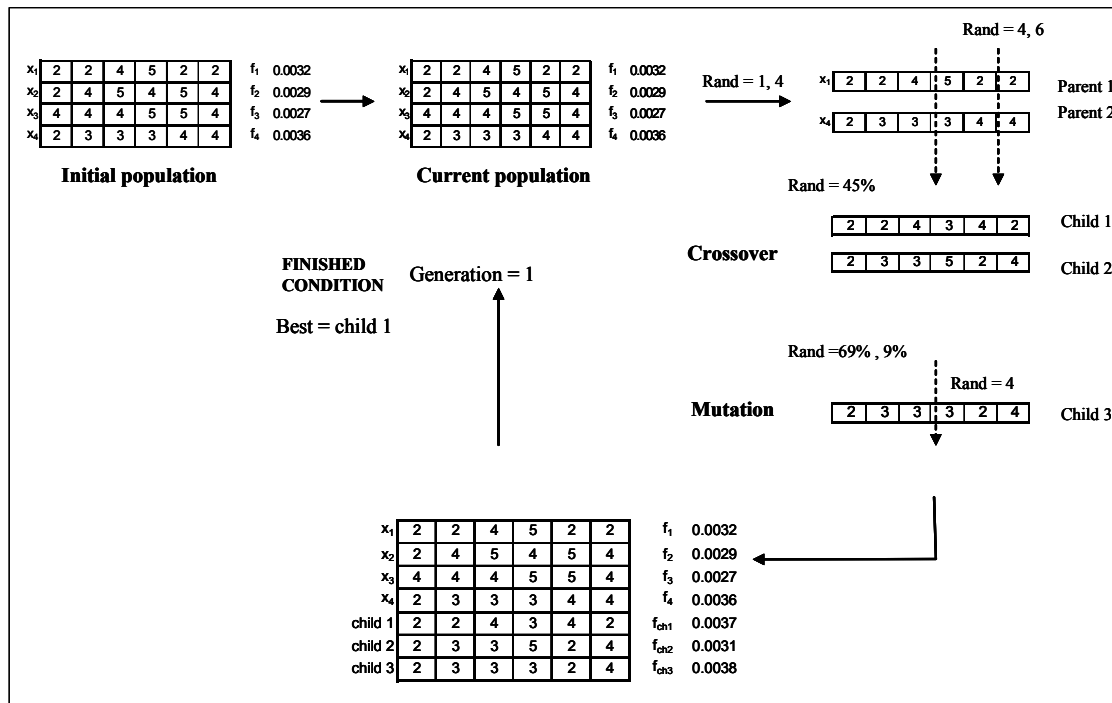 Rand = 4, 6
x1 2 2 4 5 2 2 f1 0.0032
x2 2 4 5 4 5 4 f2 0.0029
x3 4 4 4 5 5 4 f3 0.0027
x4 2 3 3 3 4 4 f4 0.0036
Initial population
x1 2 2 4 5 2 2 f1 0.0032
x2 2 4 5 4 5 4 f2 0.0029
x3 4 4 4 5 5 4 f3 0.0027
x4 2 3 3 3 4 4 f4 0.0036
Current population
Rand = 1, 4
x1 2 2 4 5 2 2 Parent 1
x4 2 3 3 3 4 4 Parent 2
Rand = 45%
2 2 4 3 4 2 Child 1
Crossover
2 3 3 5 2 4 Child 2
FINISHED
CONDITION
Generation = 1
Best = child 1
Rand =69% , 9%
Rand = 4
Mutation
2 3 3 3 2 4 Child 3
x1 2 2 4 5 2 2 f1 0.0032
x2 2 4 5 4 5 4 f2 0.0029
x3 4 4 4 5 5 4 f3 0.0027
x4 2 3 3 3 4 4 f4 0.0036
child 1 2 2 4 3 4 2 fch1 0.0037
child 2 2 3 3 5 2 4 fch2 0.0031
child 3 2 3 3 3 2 4 fch3 0.0038